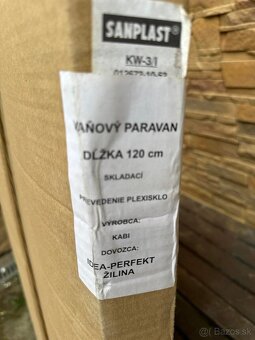 SANPLAST
KW-3/I
VAŇOVÝ PARAVAN
DĹŽKA 120 cm
SKLADACÍ
PREVEDENIE PLEXISKLO
VÝROBCA:
KABI
DOVOZCA:
IDEA-PERFEKT
ŽILINA
Bazos.sk